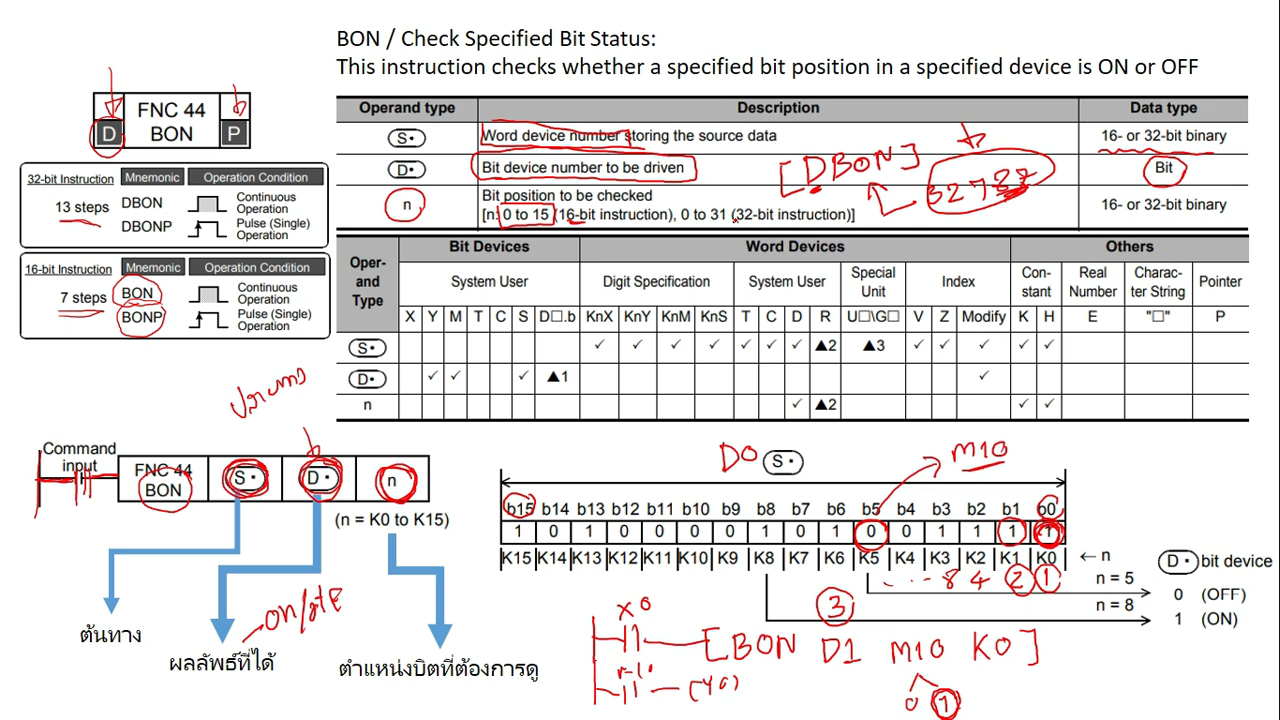 BON / Check Specified Bit Status:
This instruction checks whether a specified bit position in a specified device is ON or OFF
D FNC 44 BON P
32-bit Instruction Mnemonic Operation Condition
13 steps DBON Continuous Operation
DBONP Pulse (Single) Operation
16-bit Instruction Mnemonic Operation Condition
7 steps BON Continuous Operation
BONP Pulse (Single) Operation
Operand type Description Data type
S• Word device number storing the source data 16- or 32-bit binary
D• Bit device number to be driven Bit
n Bit position to be checked
[n: 0 to 15 (16-bit instruction), 0 to 31 (32-bit instruction)] 16- or 32-bit binary
[DBON]
Oper-and Type Bit Devices Word Devices Others
System User Digit Specification System User Special Unit Index Con-stant Real Number Charac-ter String Pointer
X Y M T C S D□.b KnX KnY KnM KnS T C D R U□\G□ V Z Modify K H E "□" P
S• ✓ ✓ ✓ ✓ ✓ ✓ ✓ ▲2 ▲3 ✓ ✓ ✓ ✓ ✓
D• ✓ ✓ ✓ ▲1 ✓
n ✓ ▲2 ✓ ✓
Command input
FNC 44 BON S• D• n
(n = K0 to K15)
ต้นทาง
on/off
ผลลัพธ์ที่ได้
ตำแหน่งบิตที่ต้องการดู
D0 S• M10
b15 b14 b13 b12 b11 b10 b9 b8 b7 b6 b5 b4 b3 b2 b1 b0
1 0 1 0 0 0 0 1 0 1 0 0 1 1 1 1
K15 K14 K13 K12 K11 K10 K9 K8 K7 K6 K5 K4 K3 K2 K1 K0 ← n
.... 8 4 2 1
D• bit device
n = 5 0 (OFF)
n = 8 1 (ON)
3
X0
[BON D1 M10 K0]
(Y0)
0 1